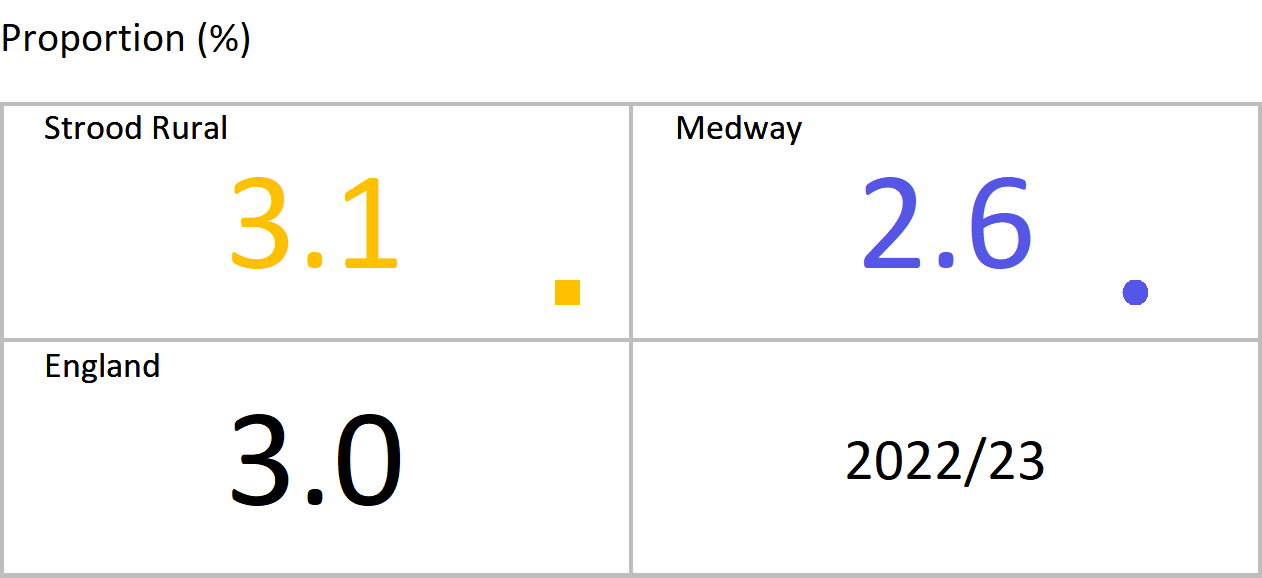 Proportion (%)
Strood Rural
3.1
Medway
2.6
England
3.0
2022/23